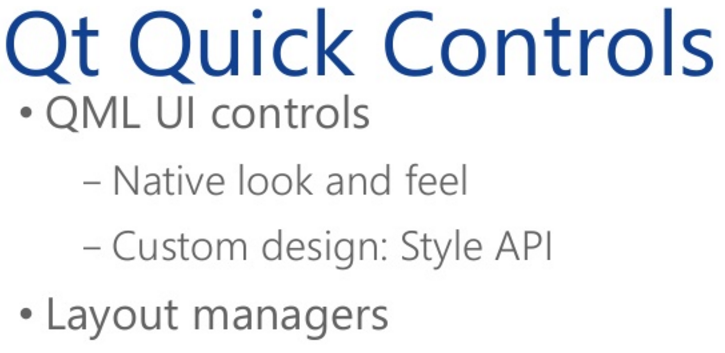 Qt Quick Controls
• QML UI controls
– Native look and feel
– Custom design: Style API
• Layout managers